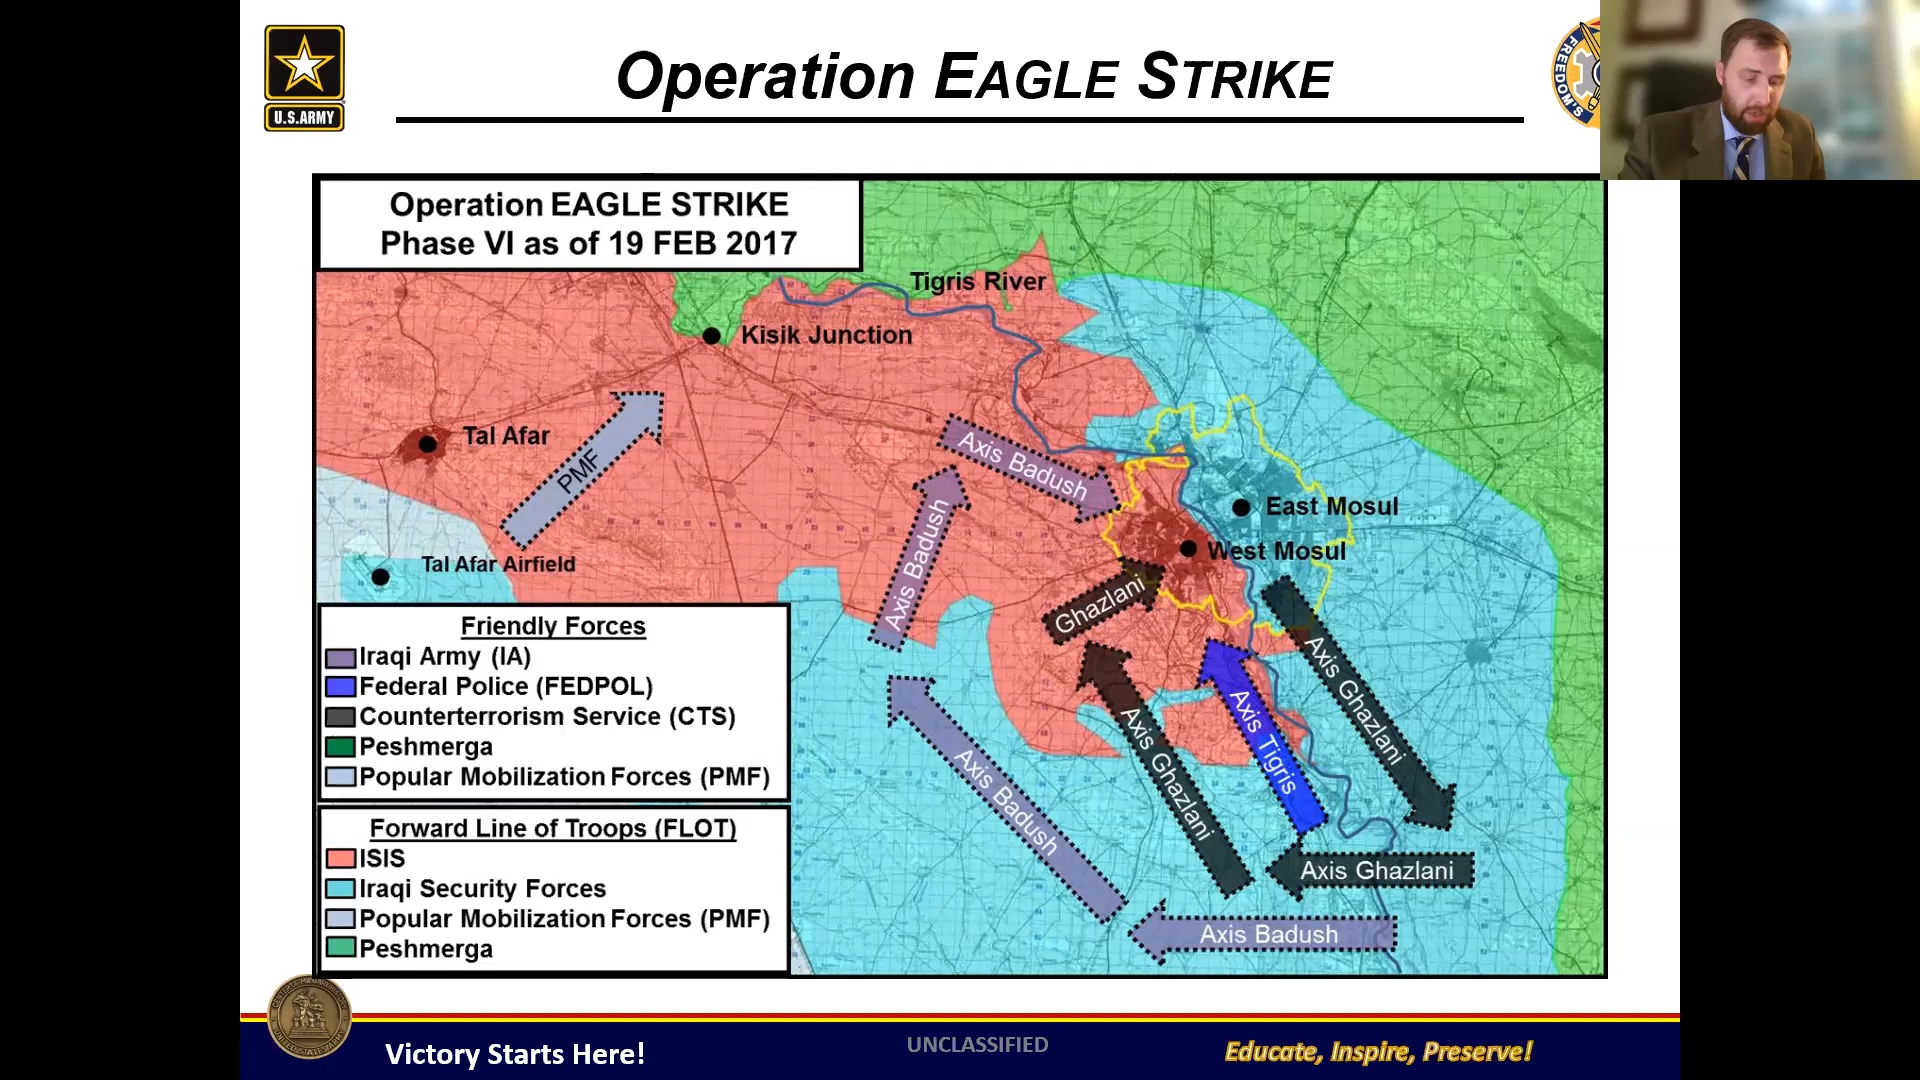 Operation EAGLE STRIKE
U.S.ARMY
FREEDOM'S
Operation EAGLE STRIKE
Phase VI as of 19 FEB 2017
Tigris River
Kisik Junction
Tal Afar
PMF
Axis Badush
Axis Badush
East Mosul
West Mosul
Tal Afar Airfield
Ghazlani
Axis Ghazlani
Axis Tigris
Axis Ghazlani
Axis Badush
Axis Ghazlani
Axis Badush
Friendly Forces
Iraqi Army (IA)
Federal Police (FEDPOL)
Counterterrorism Service (CTS)
Peshmerga
Popular Mobilization Forces (PMF)
Forward Line of Troops (FLOT)
ISIS
Iraqi Security Forces
Popular Mobilization Forces (PMF)
Peshmerga
Victory Starts Here!
UNCLASSIFIED
Educate, Inspire, Preserve!